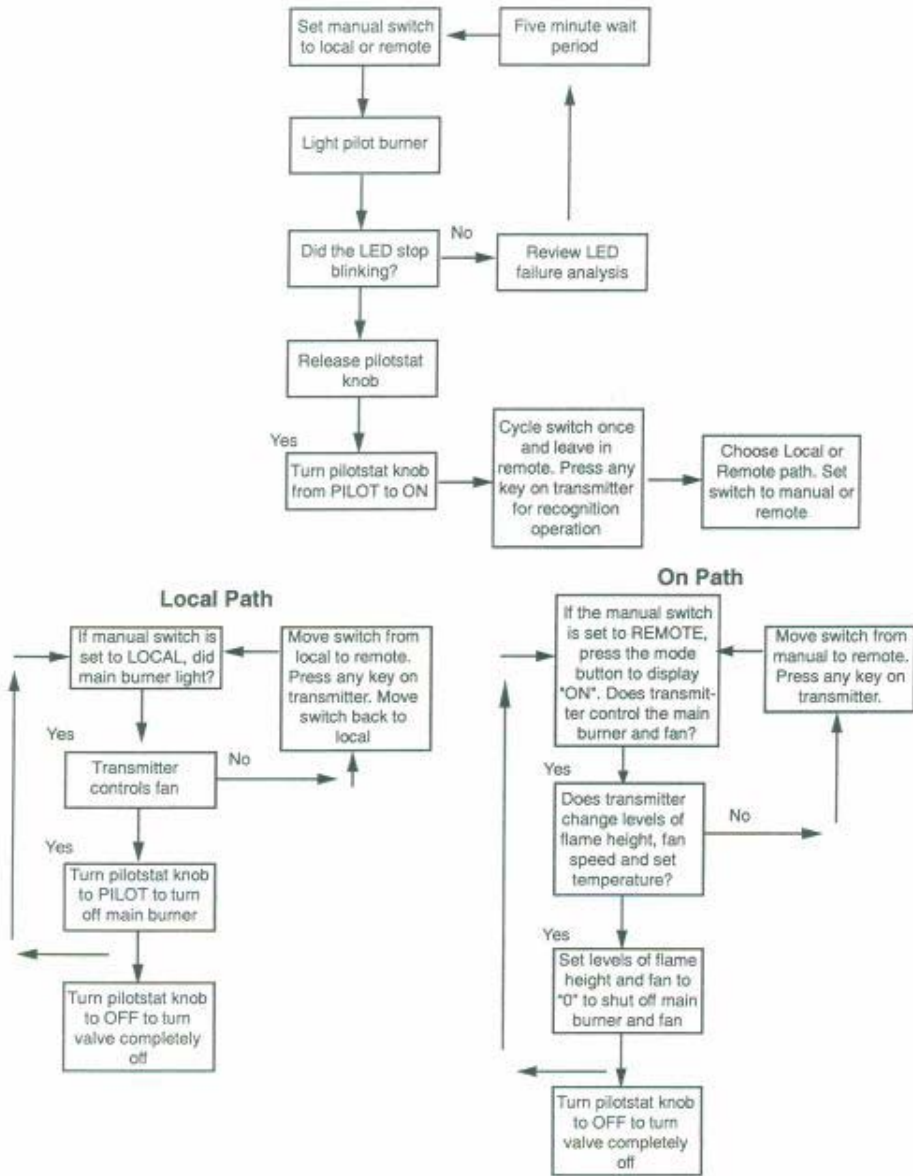 Set manual switch
to local or remote
Five minute wait
period
Light pilot burner
Did the LED stop
blinking?
No
Review LED
failure analysis
Release pilotstat
knob
Yes
Turn pilotstat knob
from PILOT to ON
Cycle switch once
and leave in
remote. Press any
key on transmitter
for recognition
operation
Choose Local or
Remote path. Set
switch to manual or
remote
Local Path
If manual switch is
set to LOCAL, did
main burner light?
Move switch from
local to remote.
Press any key on
transmitter. Move
switch back to
local
Yes
Transmitter
controls fan
No
Yes
Turn pilotstat knob
to PILOT to turn
off main burner
Turn pilotstat knob
to OFF to turn
valve completely
off
On Path
If the manual switch
is set to REMOTE,
press the mode
button to display
"ON". Does transmit-
ter control the main
burner and fan?
Move switch from
manual to remote.
Press any key on
transmitter.
Yes
Does transmitter
change levels of
flame height, fan
speed and set
temperature?
No
Yes
Set levels of flame
height and fan to
"0" to shut off main
burner and fan
Turn pilotstat knob
to OFF to turn
valve completely
off